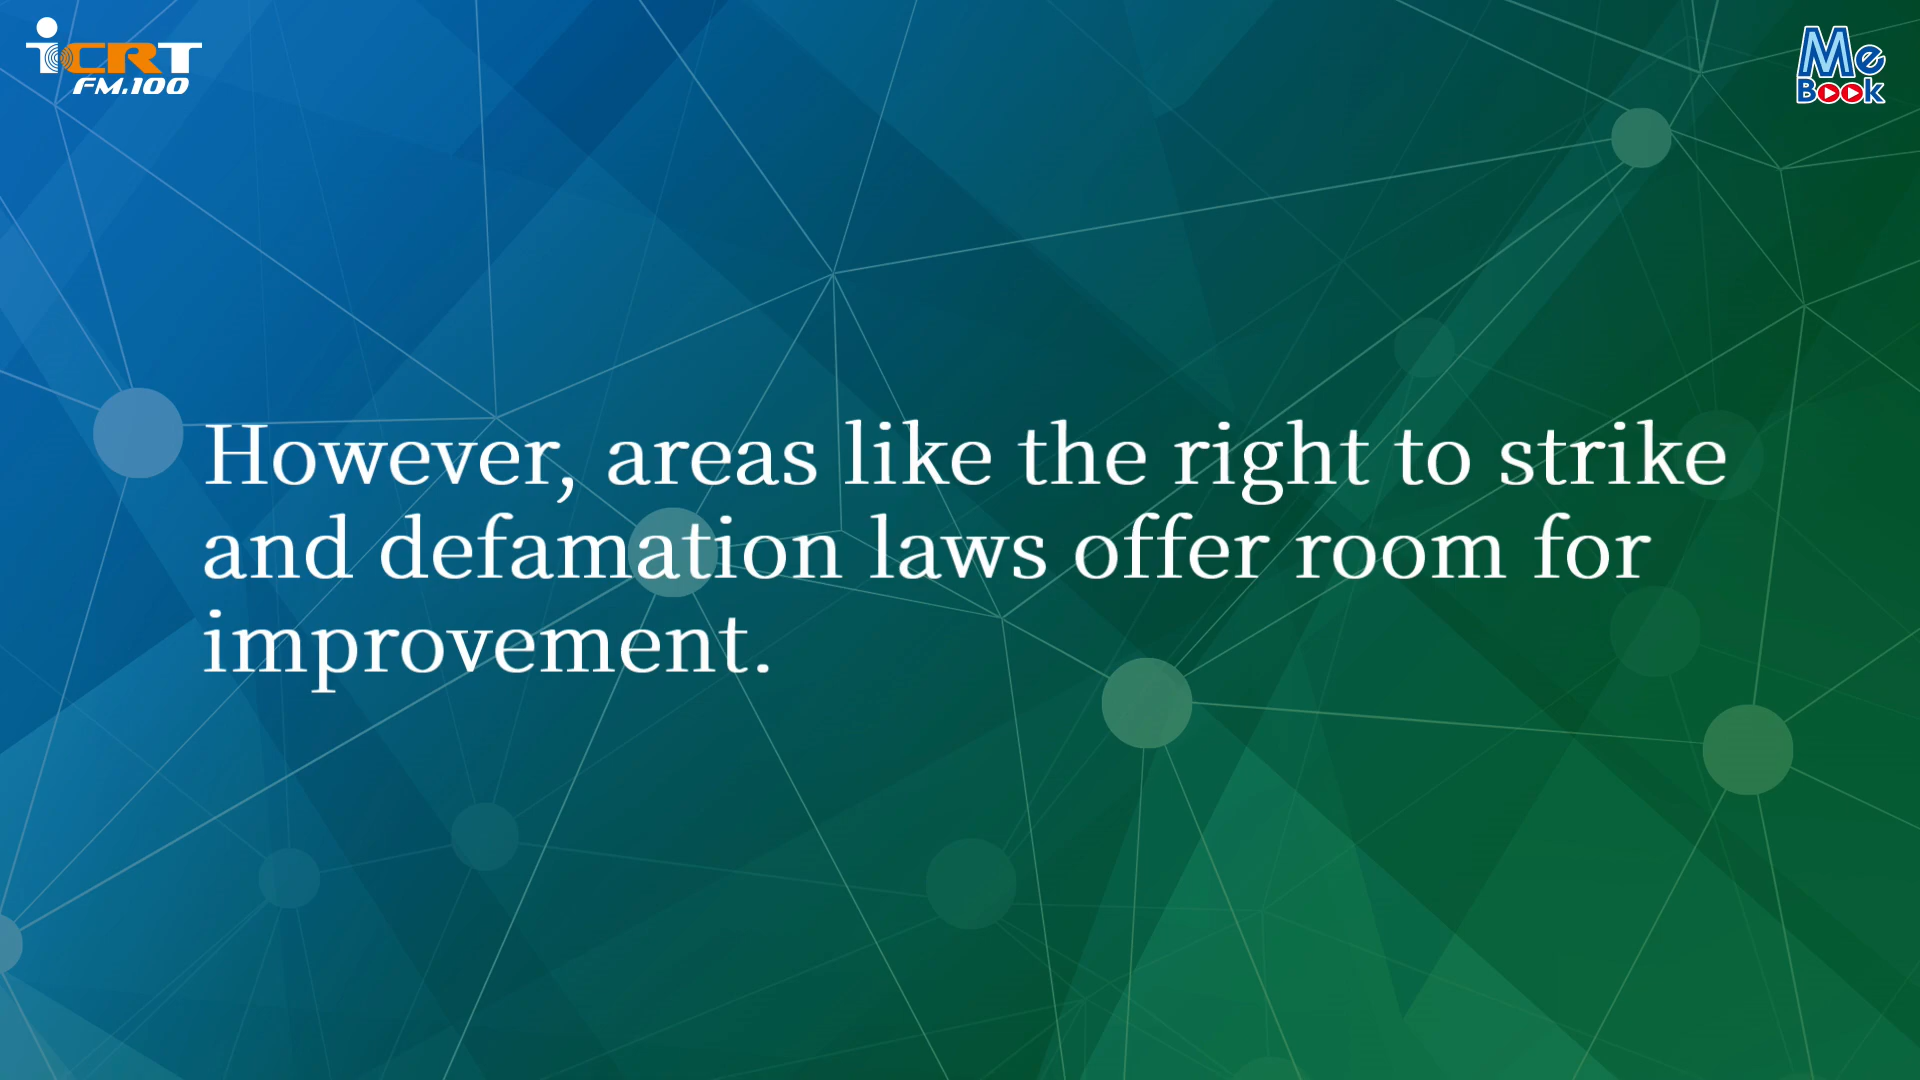 iCRT
FM.100
Me
Book
However, areas like the right to strike
and defamation laws offer room for
improvement.